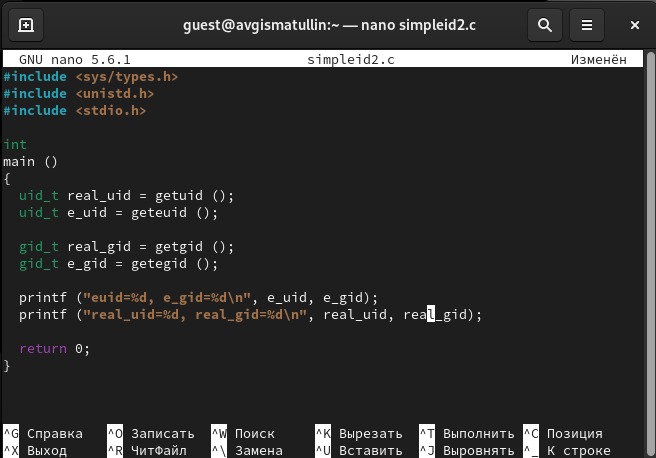 guest@avgismatullin:~ — nano simpleid2.c
GNU nano 5.6.1 simpleid2.c Изменён
#include <sys/types.h>
#include <unistd.h>
#include <stdio.h>
int
main ()
{
uid_t real_uid = getuid ();
uid_t e_uid = geteuid ();
gid_t real_gid = getgid ();
gid_t e_gid = getegid ();
printf ("euid=%d, e_gid=%d\n", e_uid, e_gid);
printf ("real_uid=%d, real_gid=%d\n", real_uid, real_gid);
return 0;
}
^G Справка ^O Записать ^W Поиск ^K Вырезать ^T Выполнить ^C Позиция
^X Выход ^R ЧитФайл ^\ Замена ^U Вставить ^J Выровнять ^_ К строке